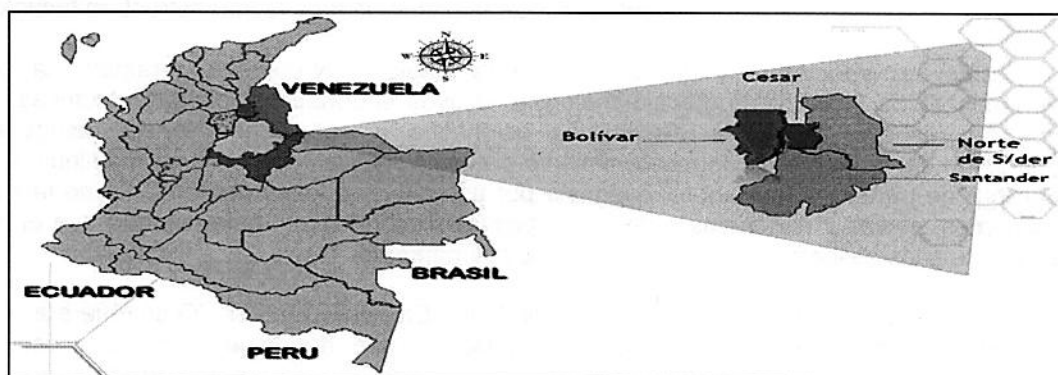 N
W E
S
VENEZUELA
Cesar
Bolívar
Norte
de S/der
Santander
BRASIL
ECUADOR
PERU